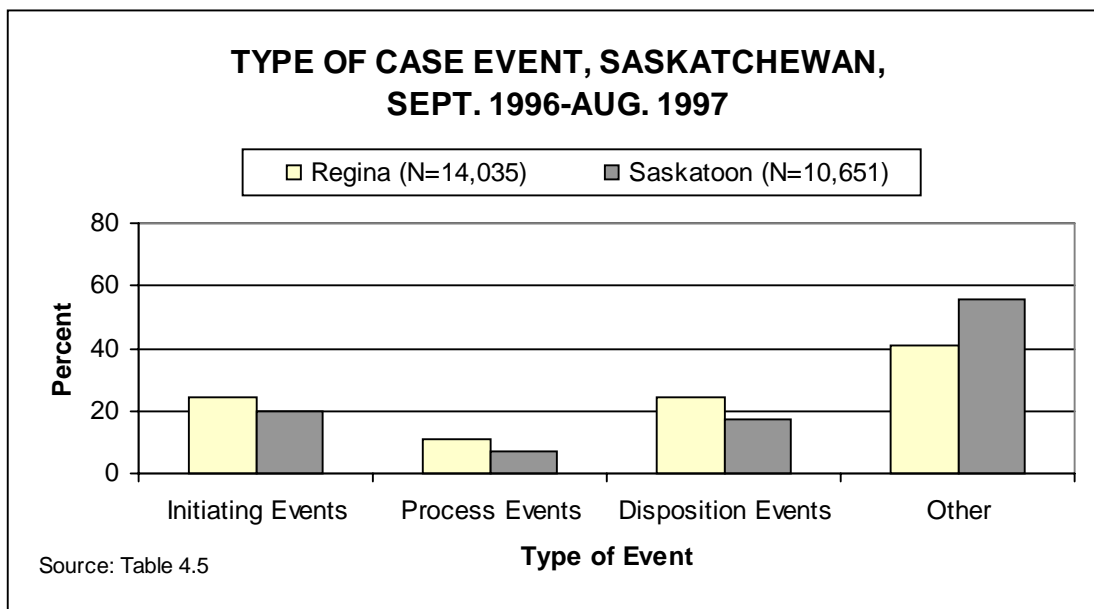 TYPE OF CASE EVENT, SASKATCHEWAN,
SEPT. 1996-AUG. 1997
Regina (N=14,035) Saskatoon (N=10,651)
80
60
40
20
0
Percent
Initiating Events Process Events Disposition Events Other
Type of Event
Source: Table 4.5